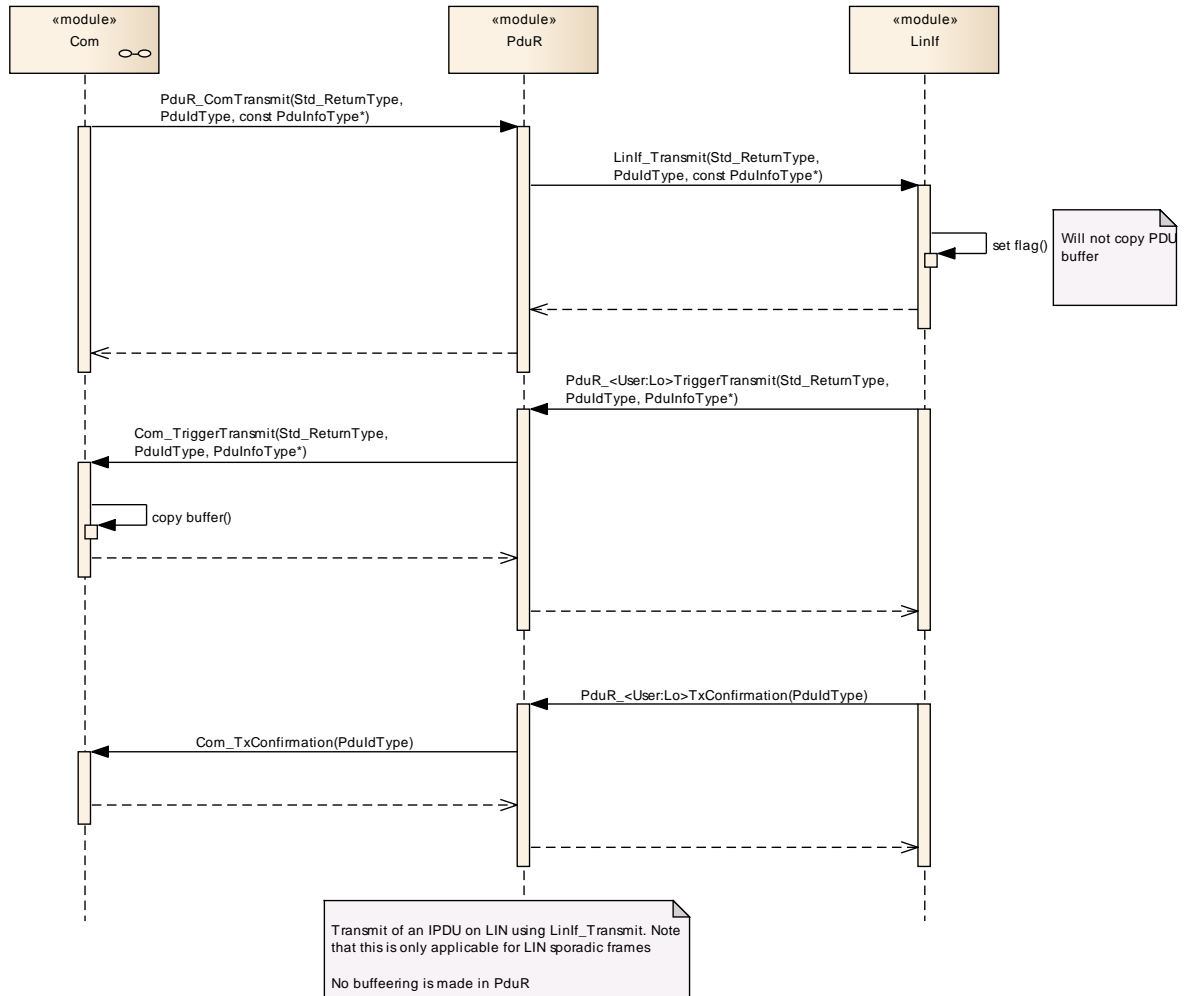 «module»
Com
«module»
PduR
«module»
LinIf
PduR_ComTransmit(Std_ReturnType,
PduIdType, const PduInfoType*)
LinIf_Transmit(Std_ReturnType,
PduIdType, const PduInfoType*)
set flag()
Will not copy PDU
buffer
PduR_<User:Lo>TriggerTransmit(Std_ReturnType,
PduIdType, PduInfoType*)
Com_TriggerTransmit(Std_ReturnType,
PduIdType, PduInfoType*)
copy buffer()
PduR_<User:Lo>TxConfirmation(PduIdType)
Com_TxConfirmation(PduIdType)
Transmit of an IPDU on LIN using LinIf_Transmit. Note
that this is only applicable for LIN sporadic frames
No buffeering is made in PduR